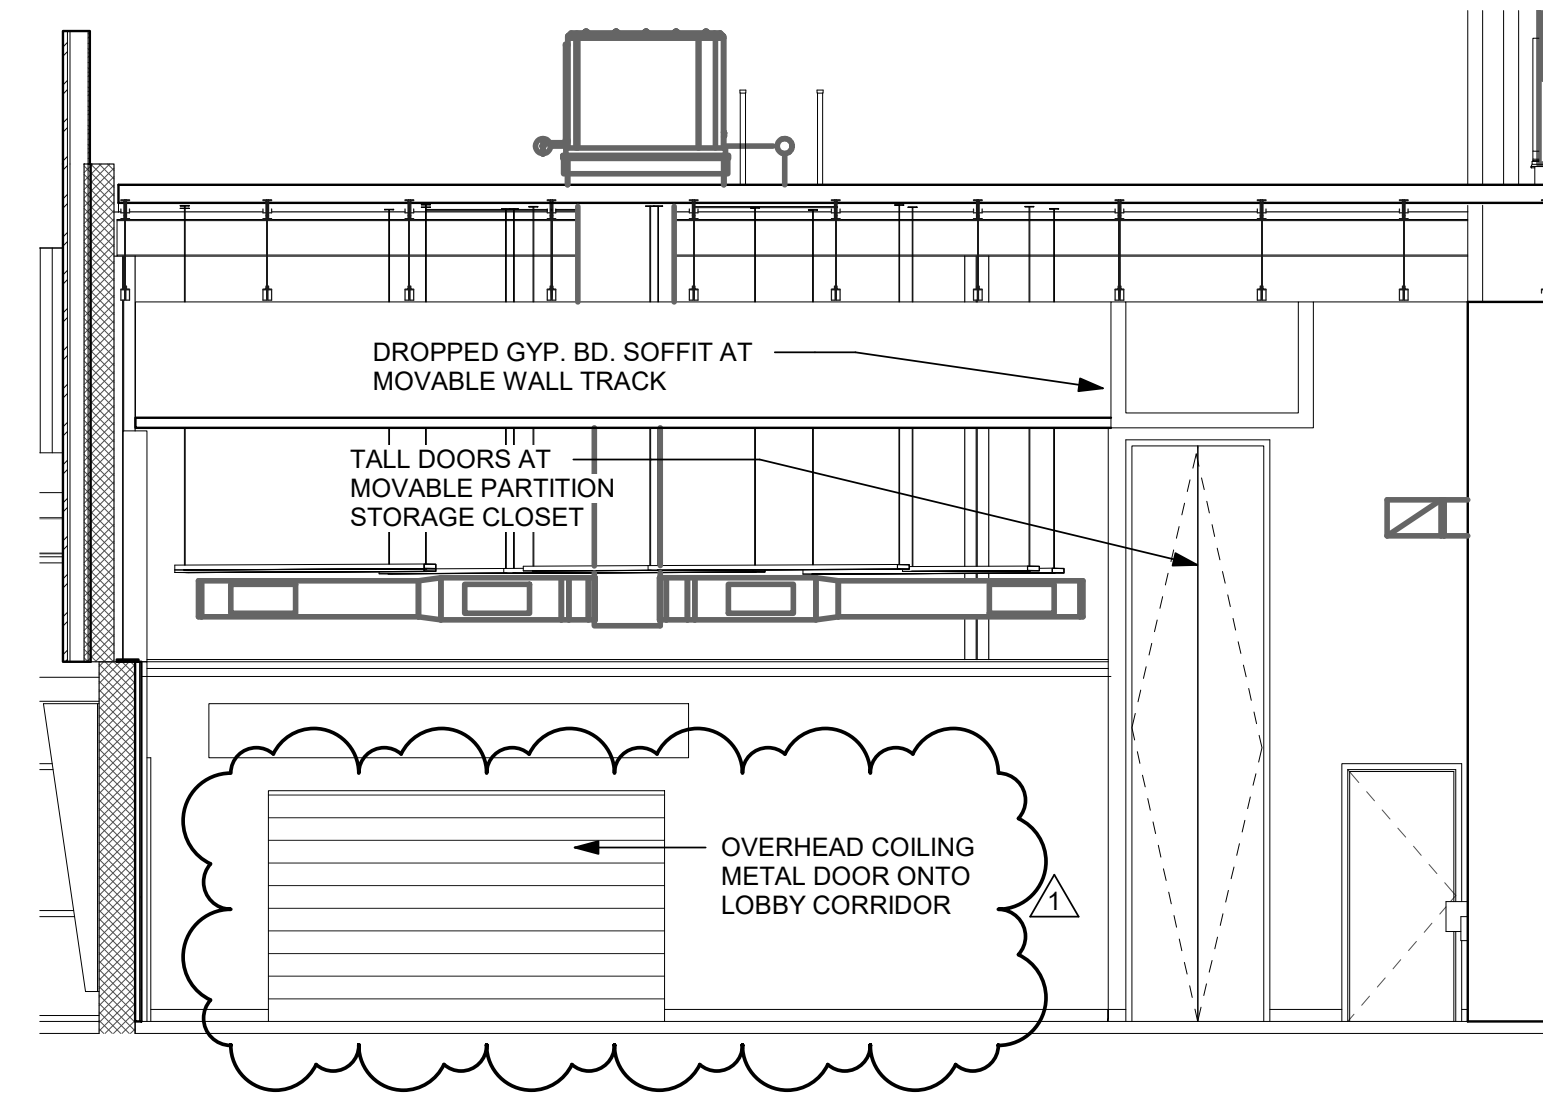 DROPPED GYP. BD. SOFFIT AT
MOVABLE WALL TRACK
TALL DOORS AT
MOVABLE PARTITION
STORAGE CLOSET
OVERHEAD COILING
METAL DOOR ONTO
LOBBY CORRIDOR
1